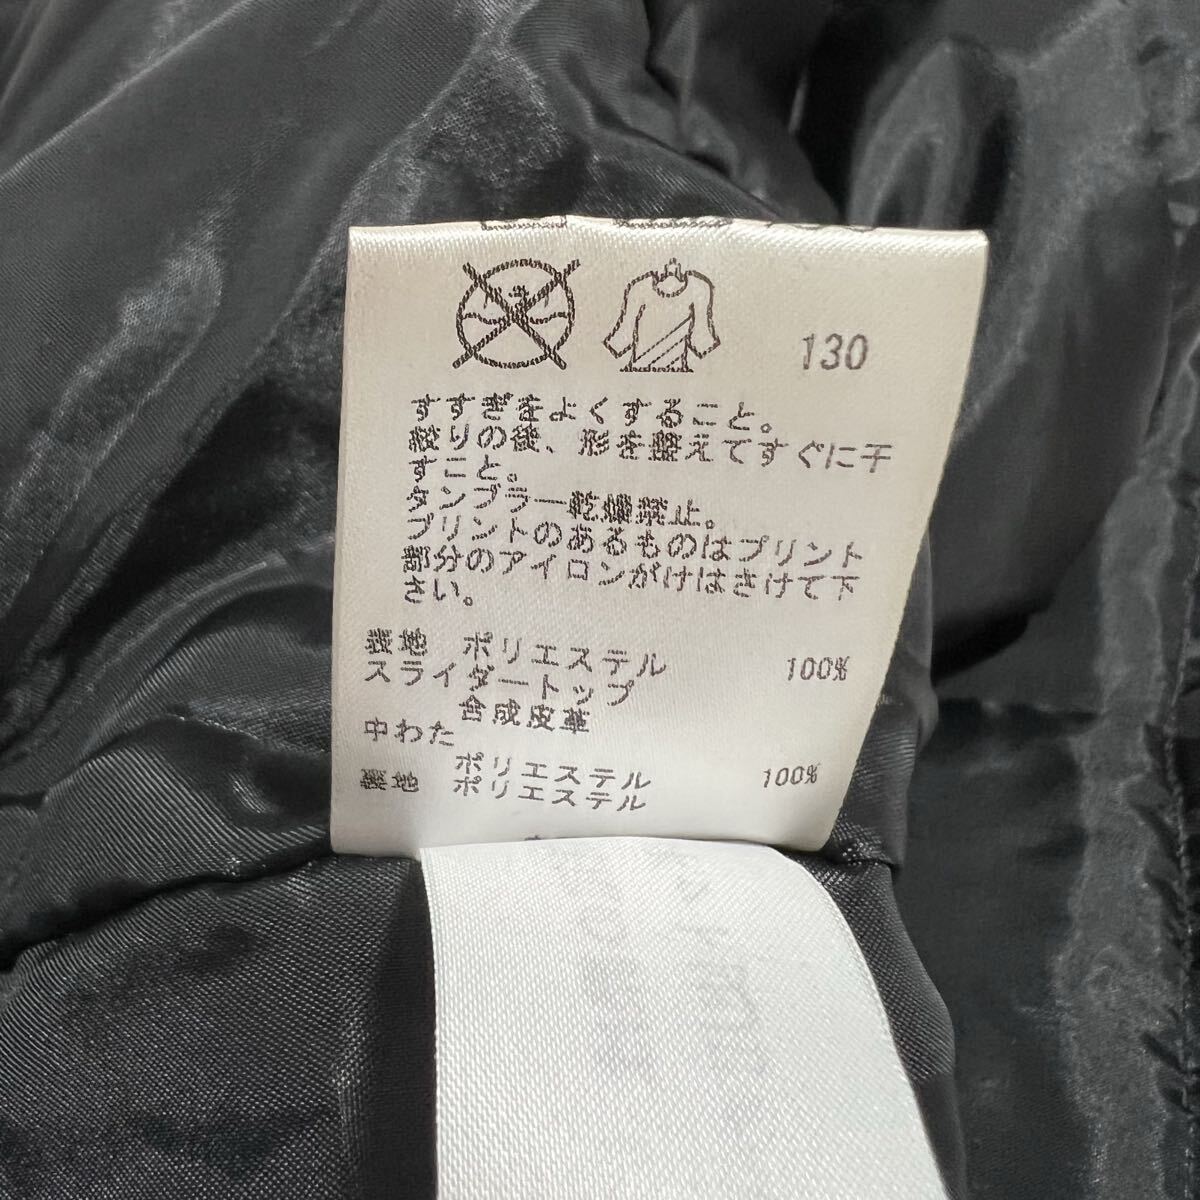 130
すすぎをよくすること。
絞りの後、形を整えてすぐに干
すこと。
タンブラー乾燥禁止。
プリントのあるものはプリント
部分のアイロンがけはさけて下
さい。
表地 ポリエステル 100%
スライダートップ
合成皮革
中わた
ポリエステル 100%
裏地 ポリエステル